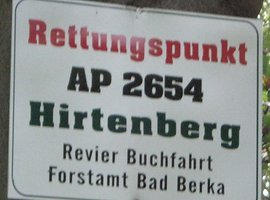 Rettungspunkt
AP 2654
Hirtenberg
Revier Buchfahrt
Forstamt Bad Berka